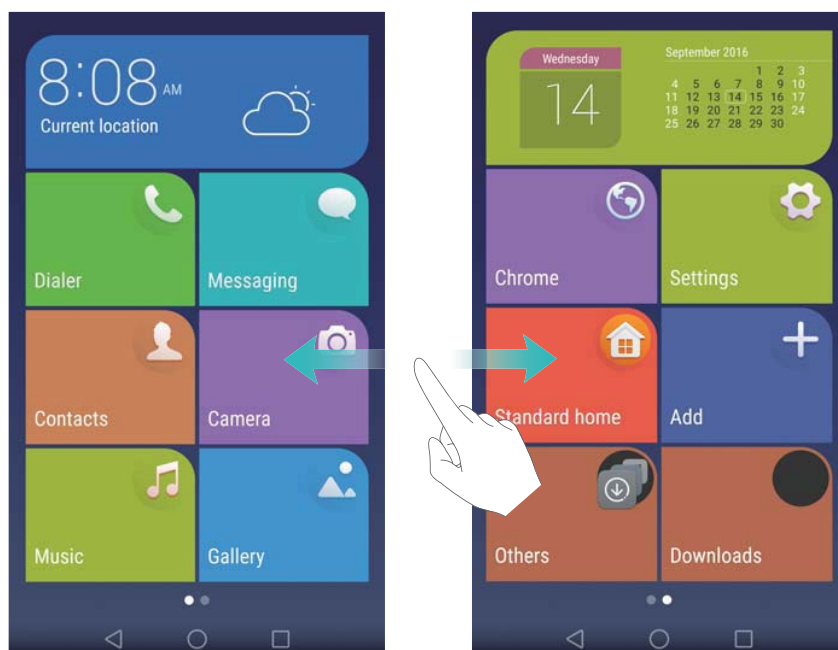 8:08 AM
Current location
Dialer
Messaging
Contacts
Camera
Music
Gallery
Wednesday
14
September 2016
1 2 3
4 5 6 7 8 9 10
11 12 13 14 15 16 17
18 19 20 21 22 23 24
25 26 27 28 29 30
Chrome
Settings
Standard home
Add
Others
Downloads